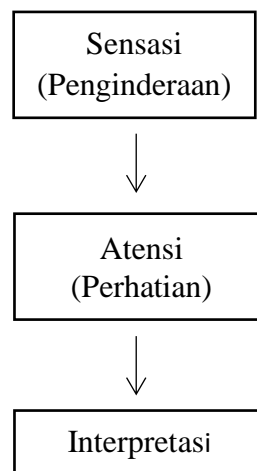 Sensasi
(Penginderaan)
Atensi
(Perhatian)
Interpretasi